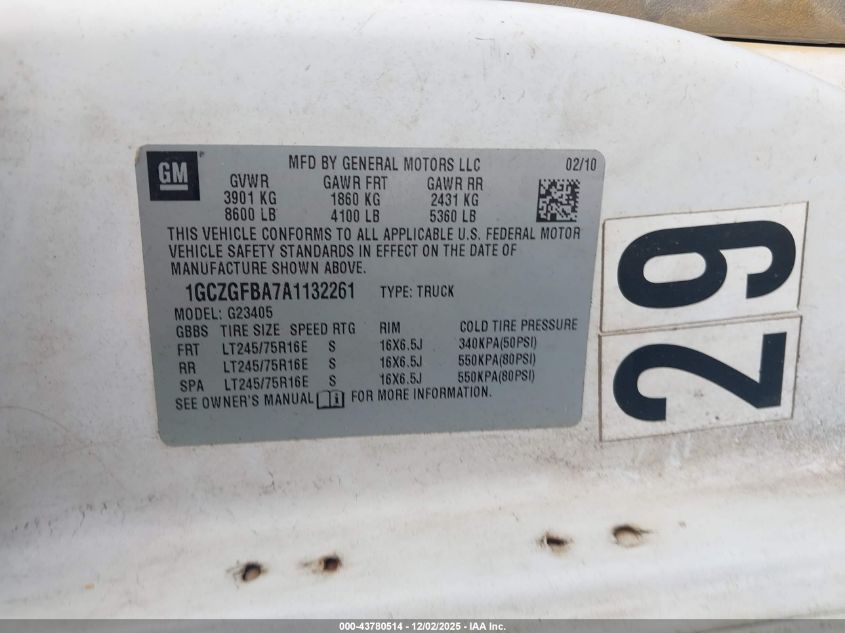 GM
MFD BY GENERAL MOTORS LLC 02/10
GVWR GAWR FRT GAWR RR
3901 KG 1860 KG 2431 KG
8600 LB 4100 LB 5360 LB
THIS VEHICLE CONFORMS TO ALL APPLICABLE U.S. FEDERAL MOTOR
VEHICLE SAFETY STANDARDS IN EFFECT ON THE DATE OF
MANUFACTURE SHOWN ABOVE.
1GCZGFBA7A1132261 TYPE: TRUCK
MODEL: G23405
GBBS TIRE SIZE SPEED RTG RIM COLD TIRE PRESSURE
FRT LT245/75R16E S 16X6.5J 340KPA(50PSI)
RR LT245/75R16E S 16X6.5J 550KPA(80PSI)
SPA LT245/75R16E S 16X6.5J 550KPA(80PSI)
SEE OWNER'S MANUAL FOR MORE INFORMATION.
29
000-43780514 - 12/02/2025 - IAA Inc.